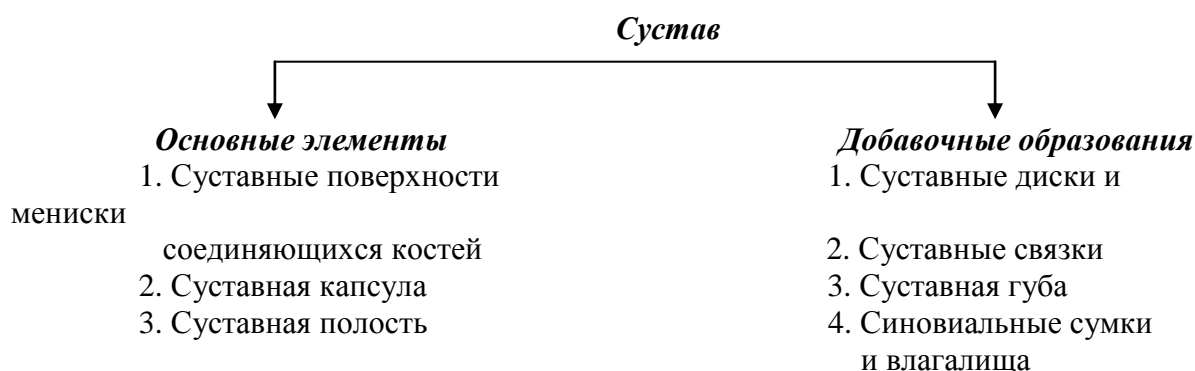 Сустав
Основные элементы
1. Суставные поверхности
соединяющихся костей
2. Суставная капсула
3. Суставная полость
Добавочные образования
1. Суставные диски и
мениски
2. Суставные связки
3. Суставная губа
4. Синовиальные сумки
и влагалища